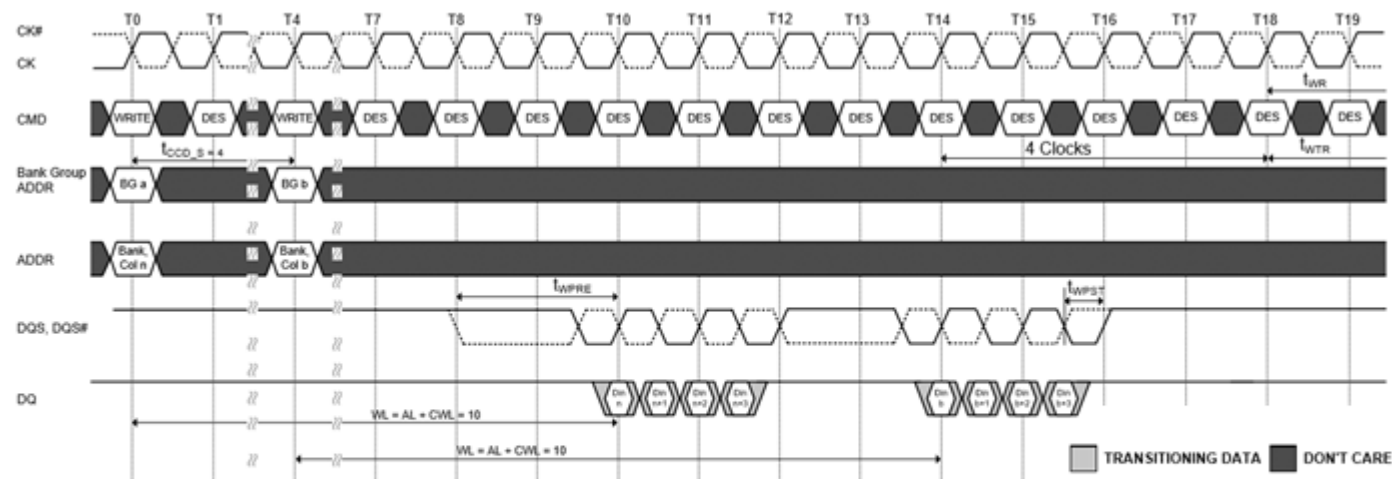 T0 T1 T4 T7 T8 T9 T10 T11 T12 T13 T14 T15 T16 T17 T18 T19
CK#
CK
tWR
CMD WRITE DES WRITE DES DES DES DES DES DES DES DES DES DES DES DES DES
tCCD_S = 4 4 Clocks tWTR
Bank Group
ADDR BG a BG b
ADDR
Bank, Bank,
Col n Col b
tWPRE tWPST
DQS, DQS#
DQ
Din Din Din Din Din Din Din Din
n n+1 n+2 n+3 b b+1 b+2 b+3
WL = AL + CWL = 10
WL = AL + CWL = 10
TRANSITIONING DATA DON'T CARE